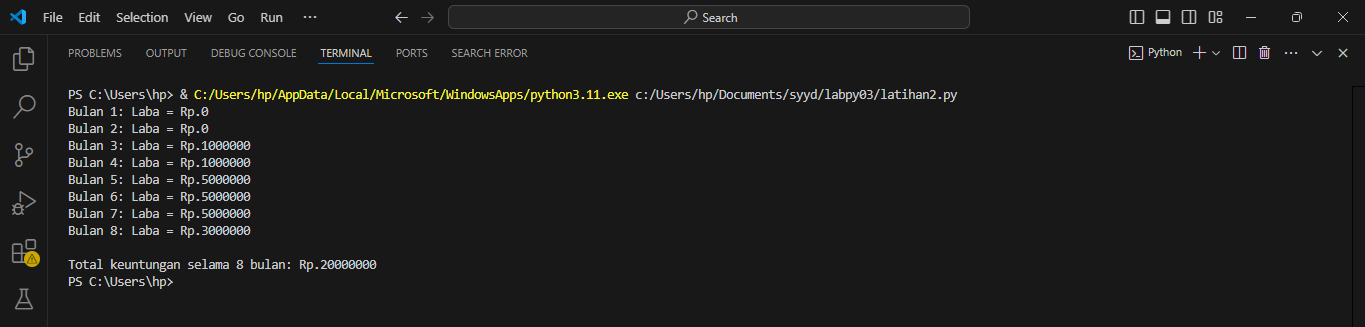 File Edit Selection View Go Run ··· Search
PROBLEMS OUTPUT DEBUG CONSOLE TERMINAL PORTS SEARCH ERROR Python
PS C:\Users\hp> & C:/Users/hp/AppData/Local/Microsoft/WindowsApps/python3.11.exe c:/Users/hp/Documents/syyd/labpy03/latihan2.py
Bulan 1: Laba = Rp.0
Bulan 2: Laba = Rp.0
Bulan 3: Laba = Rp.1000000
Bulan 4: Laba = Rp.1000000
Bulan 5: Laba = Rp.5000000
Bulan 6: Laba = Rp.5000000
Bulan 7: Laba = Rp.5000000
Bulan 8: Laba = Rp.3000000
Total keuntungan selama 8 bulan: Rp.20000000
PS C:\Users\hp>